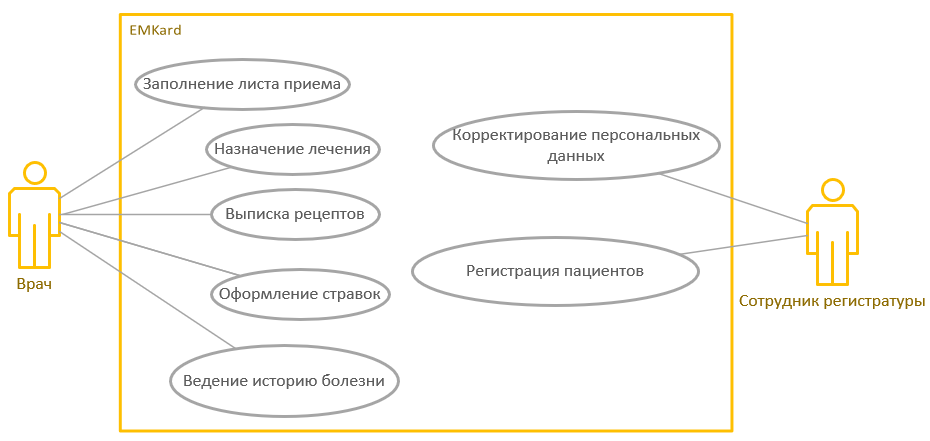 EMKard
Заполнение листа приема
Назначение лечения
Выписка рецептов
Оформление справок
Ведение историю болезни
Корректирование персональных
данных
Регистрация пациентов
Врач
Сотрудник регистратуры